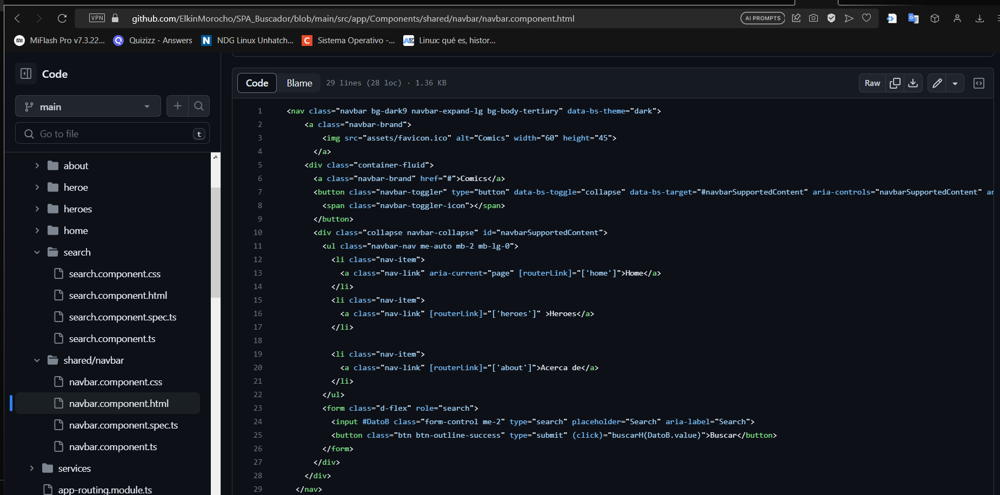 VPN
github.com/ElkinMorocho/SPA_Buscador/blob/main/src/app/Components/shared/navbar/navbar.component.html
AI PROMPTS
MiFlash Pro v7.3.22...
Quizizz - Answers
NDG Linux Unhatch...
Sistema Operativo -...
Linux: qué es, histor...
Code
main
Go to file
t
about
heroe
heroes
home
search
search.component.css
search.component.html
search.component.spec.ts
search.component.ts
shared/navbar
navbar.component.css
navbar.component.html
navbar.component.spec.ts
navbar.component.ts
services
app-routing.module.ts
Code Blame 29 lines (28 loc) · 1.36 KB Raw
1 <nav class="navbar bg-dark9 navbar-expand-lg bg-body-tertiary" data-bs-theme="dark">
2 <a class="navbar-brand">
3 <img src="assets/favicon.ico" alt="Comics" width="60" height="45">
4 </a>
5 <div class="container-fluid">
6 <a class="navbar-brand" href="#">Comics</a>
7 <button class="navbar-toggler" type="button" data-bs-toggle="collapse" data-bs-target="#navbarSupportedContent" aria-controls="navbarSupportedContent" ar
8 <span class="navbar-toggler-icon"></span>
9 </button>
10 <div class="collapse navbar-collapse" id="navbarSupportedContent">
11 <ul class="navbar-nav me-auto mb-2 mb-lg-0">
12 <li class="nav-item">
13 <a class="nav-link" aria-current="page" [routerLink]="['home']">Home</a>
14 </li>
15 <li class="nav-item">
16 <a class="nav-link" [routerLink]="['heroes']" >Heroes</a>
17 </li>
18
19 <li class="nav-item">
20 <a class="nav-link" [routerLink]="['about']">Acerca de</a>
21 </li>
22 </ul>
23 <form class="d-flex" role="search">
24 <input #DatoB class="form-control me-2" type="search" placeholder="Search" aria-label="Search">
25 <button class="btn btn-outline-success" type="submit" (click)="buscarH(DatoB.value)">Buscar</button>
26 </form>
27 </div>
28 </div>
29 </nav>